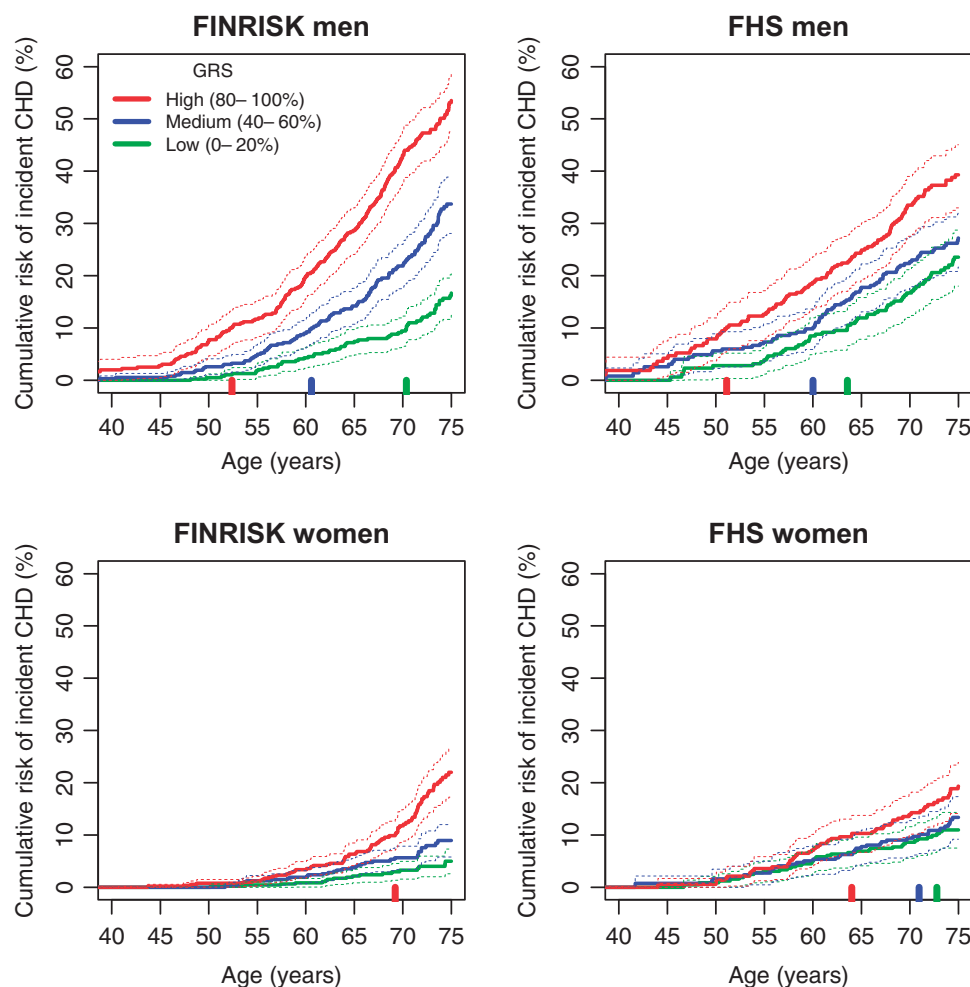 FINRISK men
Cumulative risk of incident CHD (%)
60
50
40
30
20
10
0
GRS
High (80– 100%)
Medium (40– 60%)
Low (0– 20%)
40 45 50 55 60 65 70 75
Age (years)
FHS men
Cumulative risk of incident CHD (%)
60
50
40
30
20
10
0
40 45 50 55 60 65 70 75
Age (years)
FINRISK women
Cumulative risk of incident CHD (%)
60
50
40
30
20
10
0
40 45 50 55 60 65 70 75
Age (years)
FHS women
Cumulative risk of incident CHD (%)
60
50
40
30
20
10
0
40 45 50 55 60 65 70 75
Age (years)